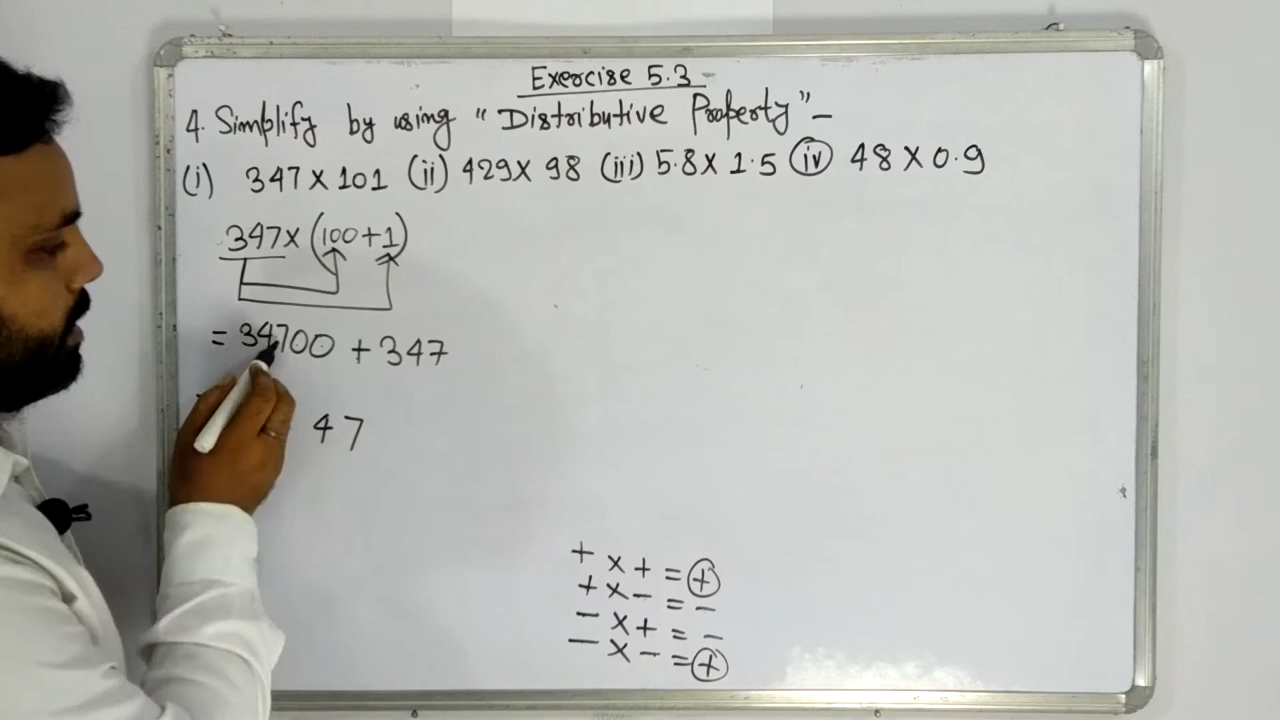 Exercise 5.3
4. Simplify by using "Distributive Property"-
(i) 347 × 101 (ii) 429 × 98 (iii) 5.8 × 1.5 (iv) 48 × 0.9
347 × (100 + 1)
= 34700 + 347
47
+ × + = +
+ × - = -
- × + = -
- × - = +